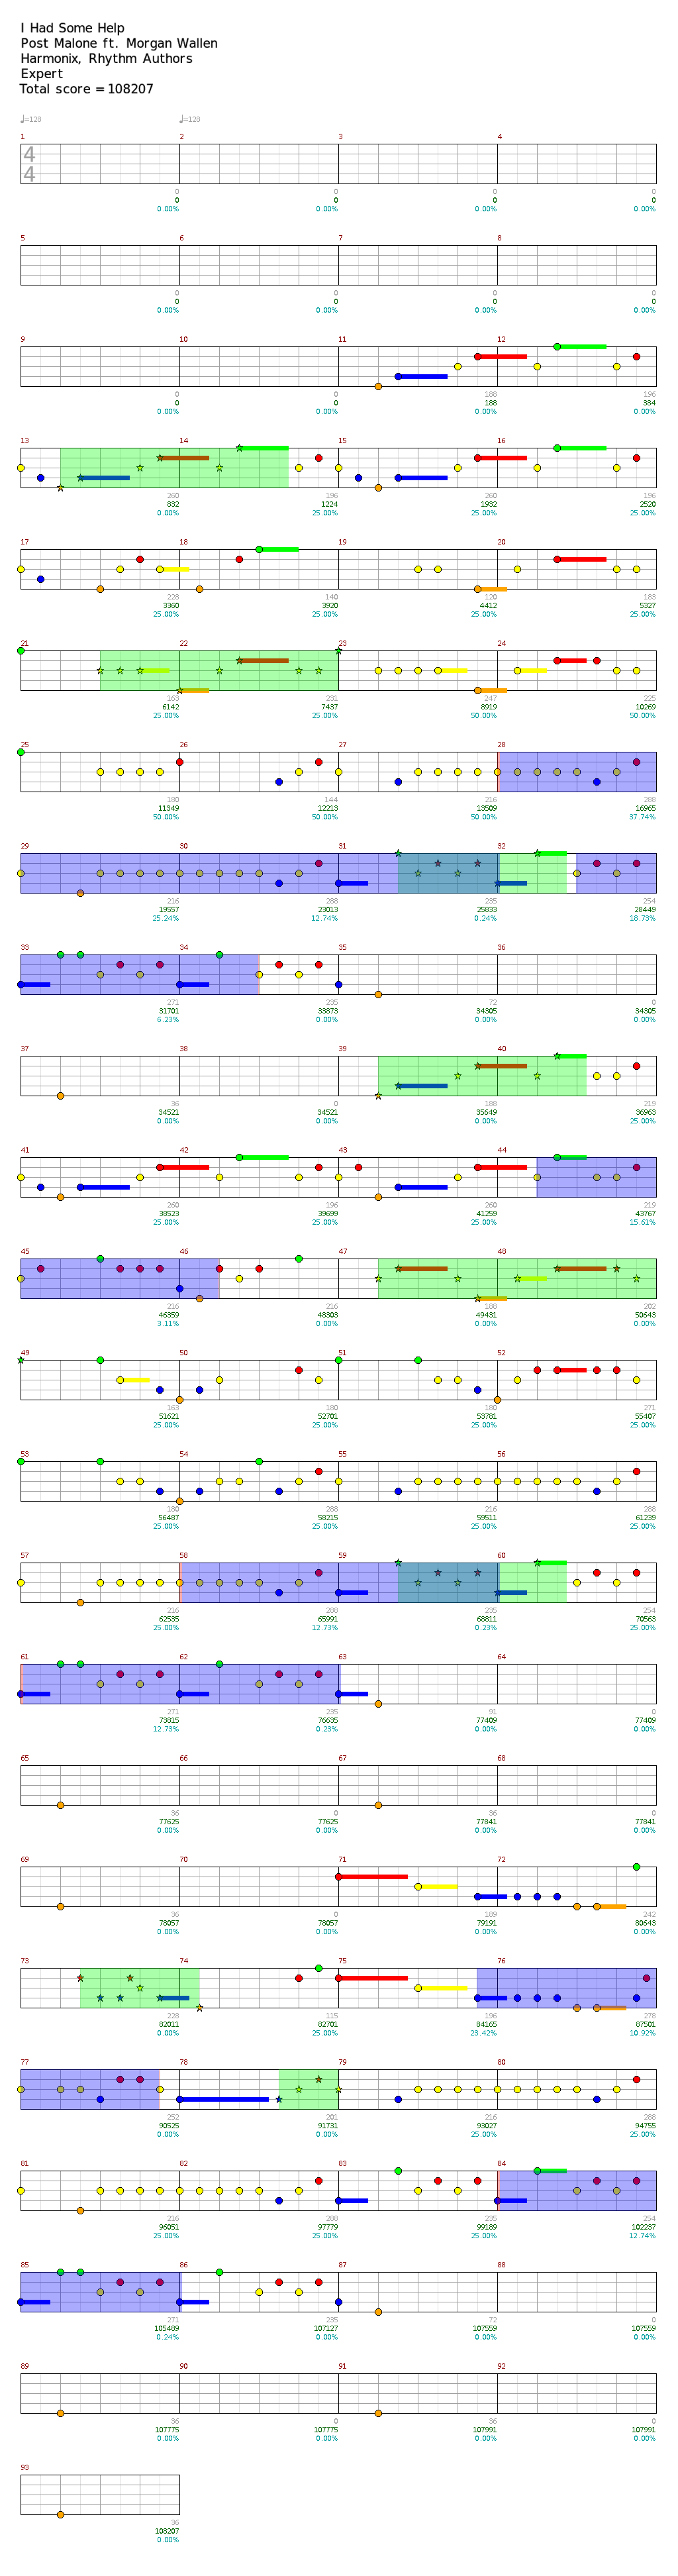 I Had Some Help
Post Malone ft. Morgan Wallen
Harmonix, Rhythm Authors
Expert
Total score = 108207
♩=128 ♩=128
1 2 3 4
4
4
0 0 0 0
0 0 0 0
0.00% 0.00% 0.00% 0.00%
5 6 7 8
0 0 0 0
0 0 0 0
0.00% 0.00% 0.00% 0.00%
9 10 11 12
0 0 188 196
0 0 188 384
0.00% 0.00% 0.00% 0.00%
13 14 15 16
260 196 260 196
832 1224 1932 2520
25.00% 25.00% 25.00% 25.00%
17 18 19 20
228 140 120 183
3360 3920 4412 5327
25.00% 25.00% 25.00% 25.00%
21 22 23 24
163 231 247 225
6142 7437 8919 10269
25.00% 50.00% 50.00% 50.00%
25 26 27 28
180 144 216 288
11349 12213 13509 16965
50.00% 50.00% 50.00% 37.74%
29 30 31 32
216 288 235 254
19557 23013 25833 28449
25.24% 12.74% 0.24% 18.73%
33 34 35 36
271 235 72 0
31701 33873 34305 34305
6.23% 0.00% 0.00% 0.00%
37 38 39 40
36 0 188 219
34521 34521 35649 36963
0.00% 0.00% 0.00% 25.00%
41 42 43 44
260 196 260 219
38523 39699 41259 43767
25.00% 25.00% 25.00% 15.61%
45 46 47 48
216 216 188 202
46359 48303 49431 50643
3.11% 0.00% 0.00% 0.00%
49 50 51 52
163 180 180 271
51621 52701 53781 55407
25.00% 25.00% 25.00% 25.00%
53 54 55 56
180 288 216 288
56487 58215 59511 61239
25.00% 25.00% 25.00% 25.00%
57 58 59 60
216 288 235 254
62535 65991 68811 70563
25.00% 12.73% 0.23% 25.00%
61 62 63 64
271 235 91 0
73815 76635 77409 77409
12.73% 0.23% 0.00% 0.00%
65 66 67 68
36 0 36 0
77625 77625 77841 77841
0.00% 0.00% 0.00% 0.00%
69 70 71 72
36 0 189 242
78057 78057 79191 80643
0.00% 0.00% 0.00% 0.00%
73 74 75 76
228 115 196 278
82011 82701 84165 87501
0.00% 25.00% 23.42% 10.92%
77 78 79 80
252 201 216 288
90525 91731 93027 94755
0.00% 0.00% 25.00% 25.00%
81 82 83 84
216 288 235 254
96051 97779 99189 102237
25.00% 25.00% 25.00% 12.74%
85 86 87 88
271 235 72 0
105489 107127 107559 107559
0.24% 0.00% 0.00% 0.00%
89 90 91 92
36 0 36 0
107775 107775 107991 107991
0.00% 0.00% 0.00% 0.00%
93
36
108207
0.00%